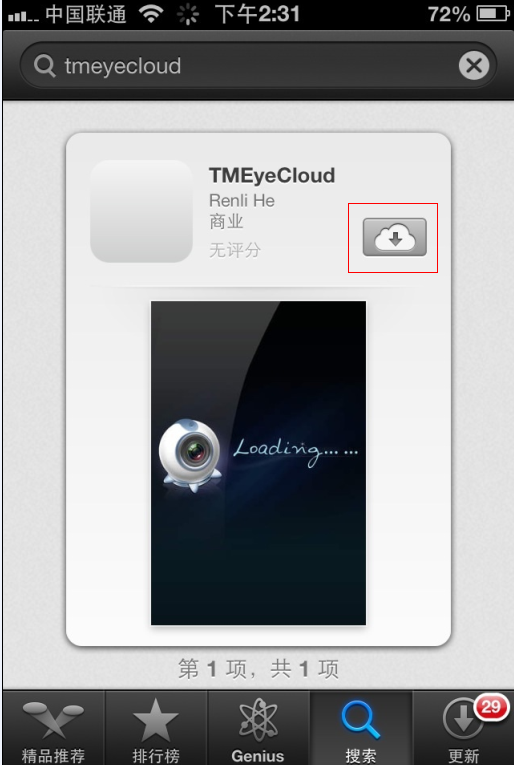 中国联通 下午2:31 72%
tmeyecloud
TMEyeCloud
Renli He
商业
无评分
Loading... ...
第 1 项，共 1 项
29
精品推荐 排行榜 Genius 搜索 更新